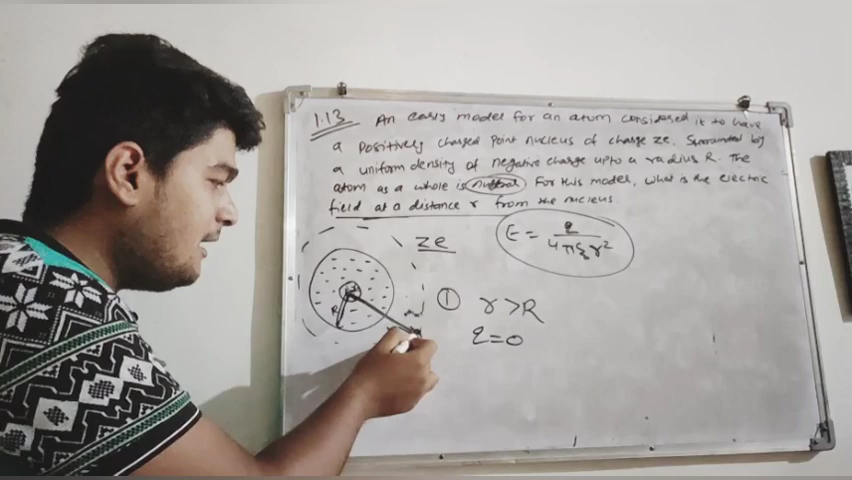 1.13 An early model for an atom considered it to have
a positively charged point nucleus of charge ze, surrounded by
a uniform density of negative charge upto a radius R. The
atom as a whole is neutral. For this model, what is the electric
field at a distance r from the nucleus.
ze
E = q / 4πε₀r²
R
① r>R
q=0